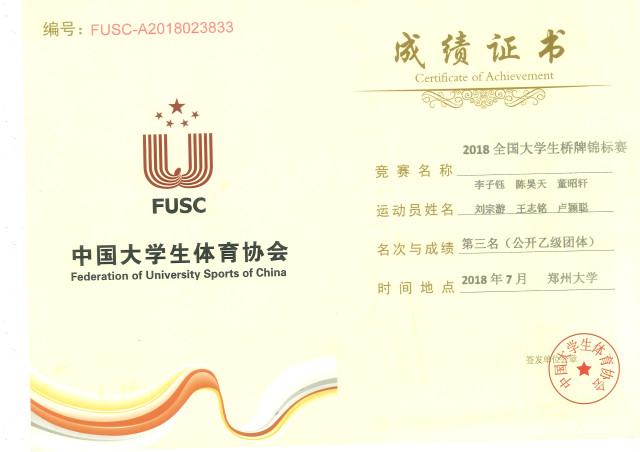 编号: FUSC-A2018023833
FUSC
中国大学生体育协会
Federation of University Sports of China
成绩证书
Certificate of Achievement
竞赛名称 2018 全国大学生桥牌锦标赛
李子钰 陈昊天 董昭轩
运动员姓名 刘宗游 王志铭 卢颖聪
名次与成绩 第三名（公开乙级团体）
时间地点 2018 年 7 月 郑州大学
签发单位盖章
中国大学生体育协会